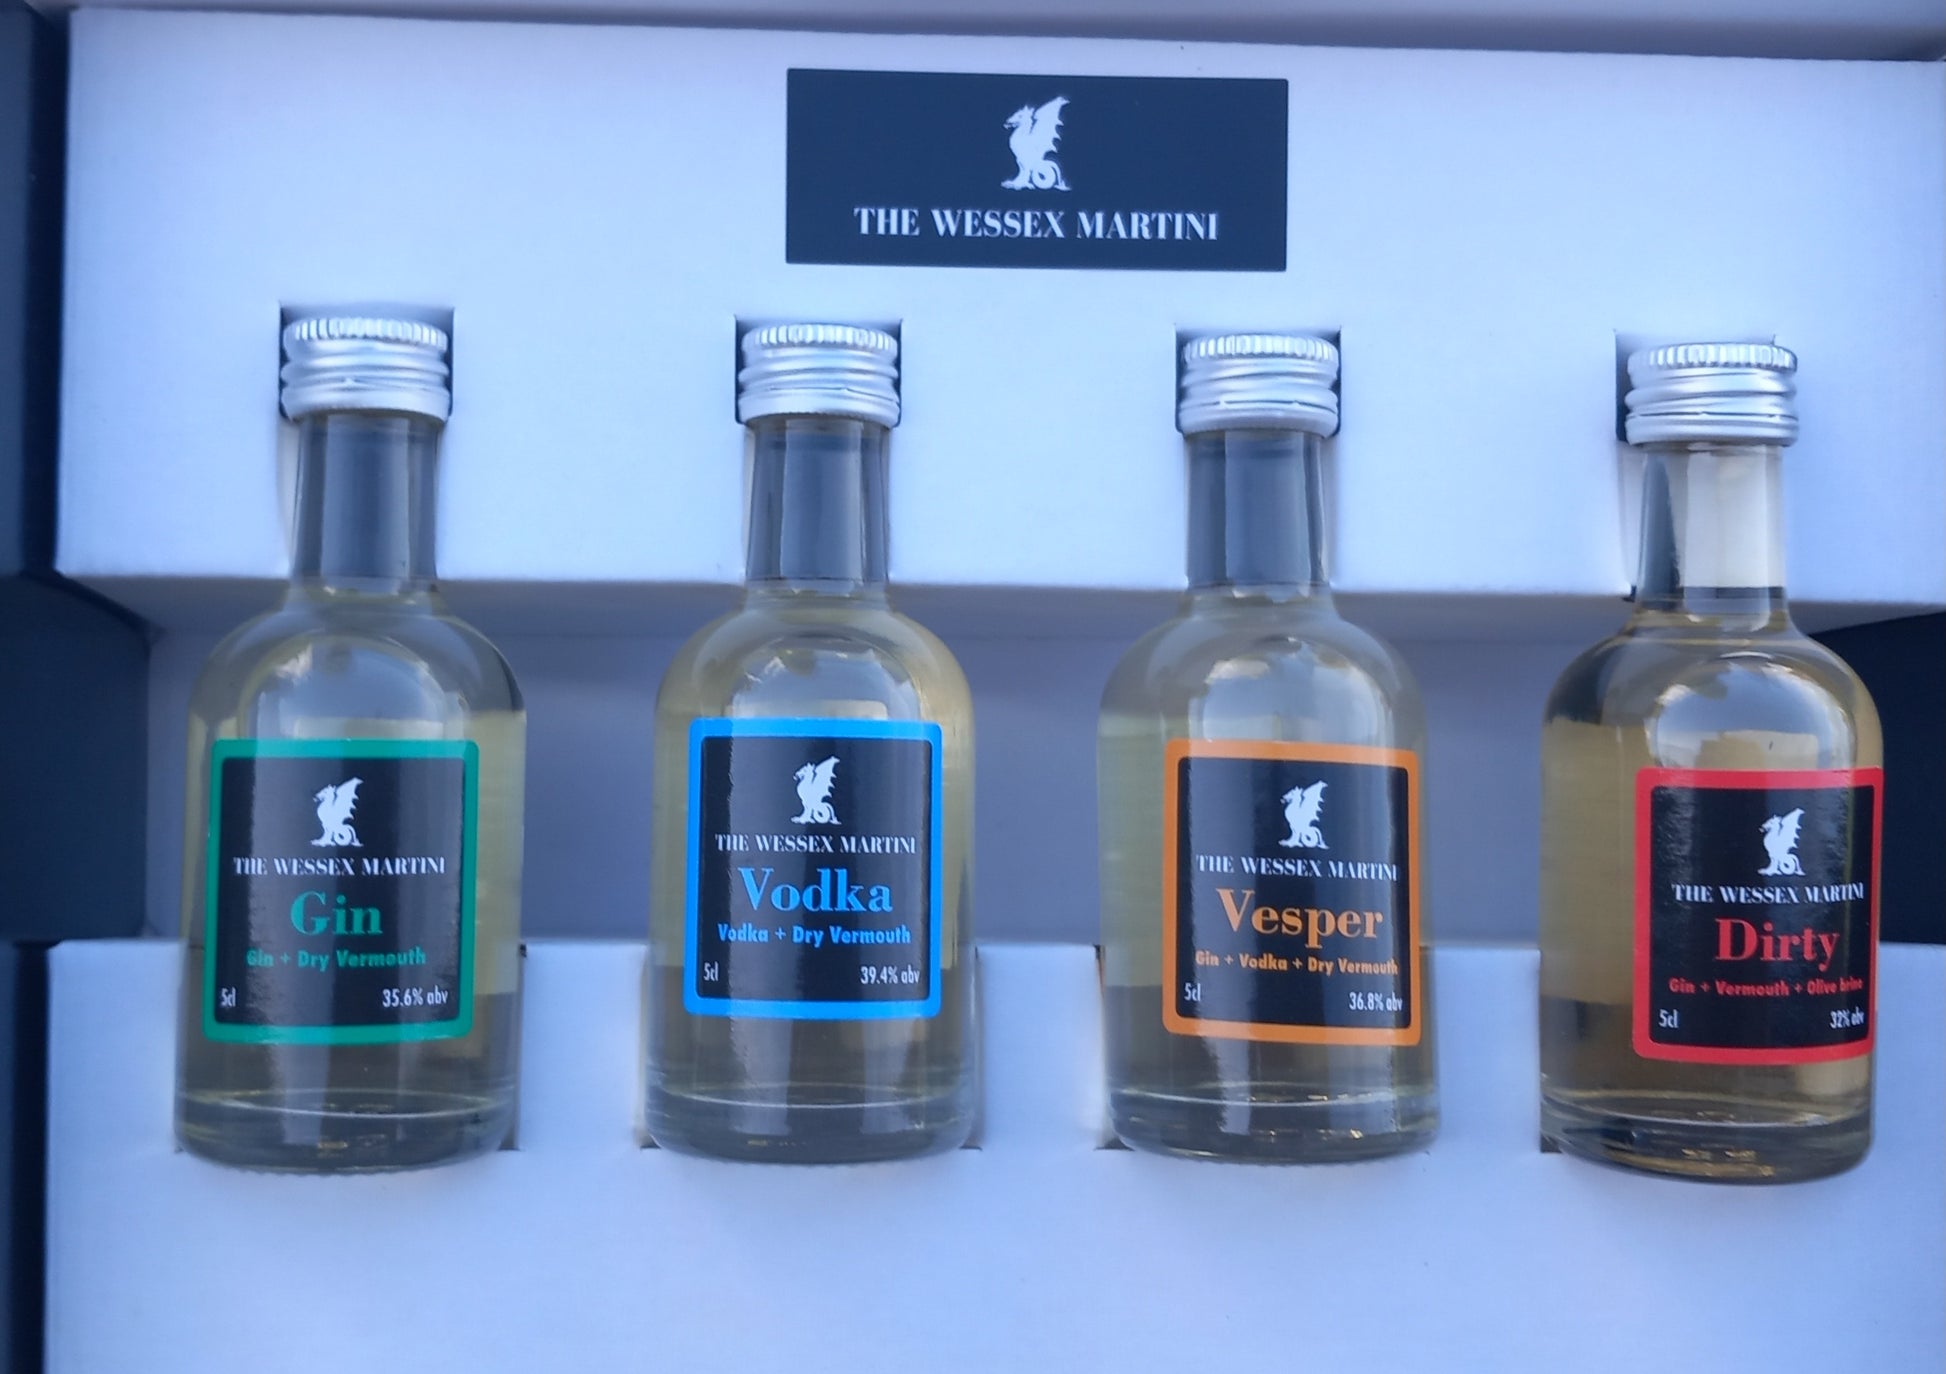 THE WESSEX MARTINI
THE WESSEX MARTINI
Gin
Gin + Dry Vermouth
5cl 35.6% abv
THE WESSEX MARTINI
Vodka
Vodka + Dry Vermouth
5cl 39.4% abv
THE WESSEX MARTINI
Vesper
Gin + Vodka + Dry Vermouth
5cl 36.8% abv
THE WESSEX MARTINI
Dirty
Gin + Vermouth + Olive brine
5cl 32% abv